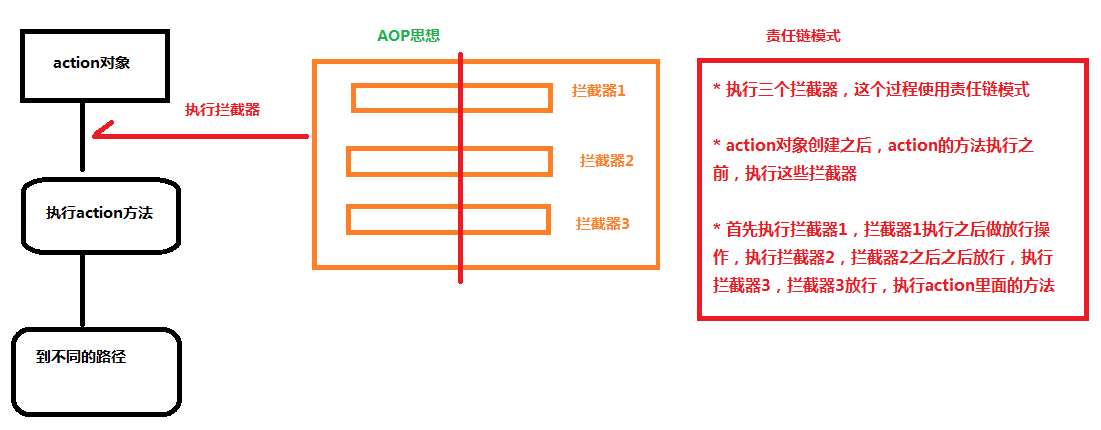 action对象
执行action方法
到不同的路径
执行拦截器
AOP思想
拦截器1
拦截器2
拦截器3
责任链模式
* 执行三个拦截器，这个过程使用责任链模式
* action对象创建之后，action的方法执行之
前，执行这些拦截器
* 首先执行拦截器1，拦截器1执行之后做放行操
作，执行拦截器2，拦截器2之后之后放行，执行
拦截器3，拦截器3放行，执行action里面的方法